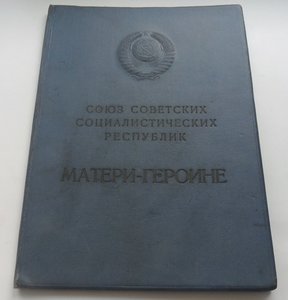 СОЮЗ СОВЕТСКИХ
СОЦИАЛИСТИЧЕСКИХ
РЕСПУБЛИК
МАТЕРИ-ГЕРОИНЕ